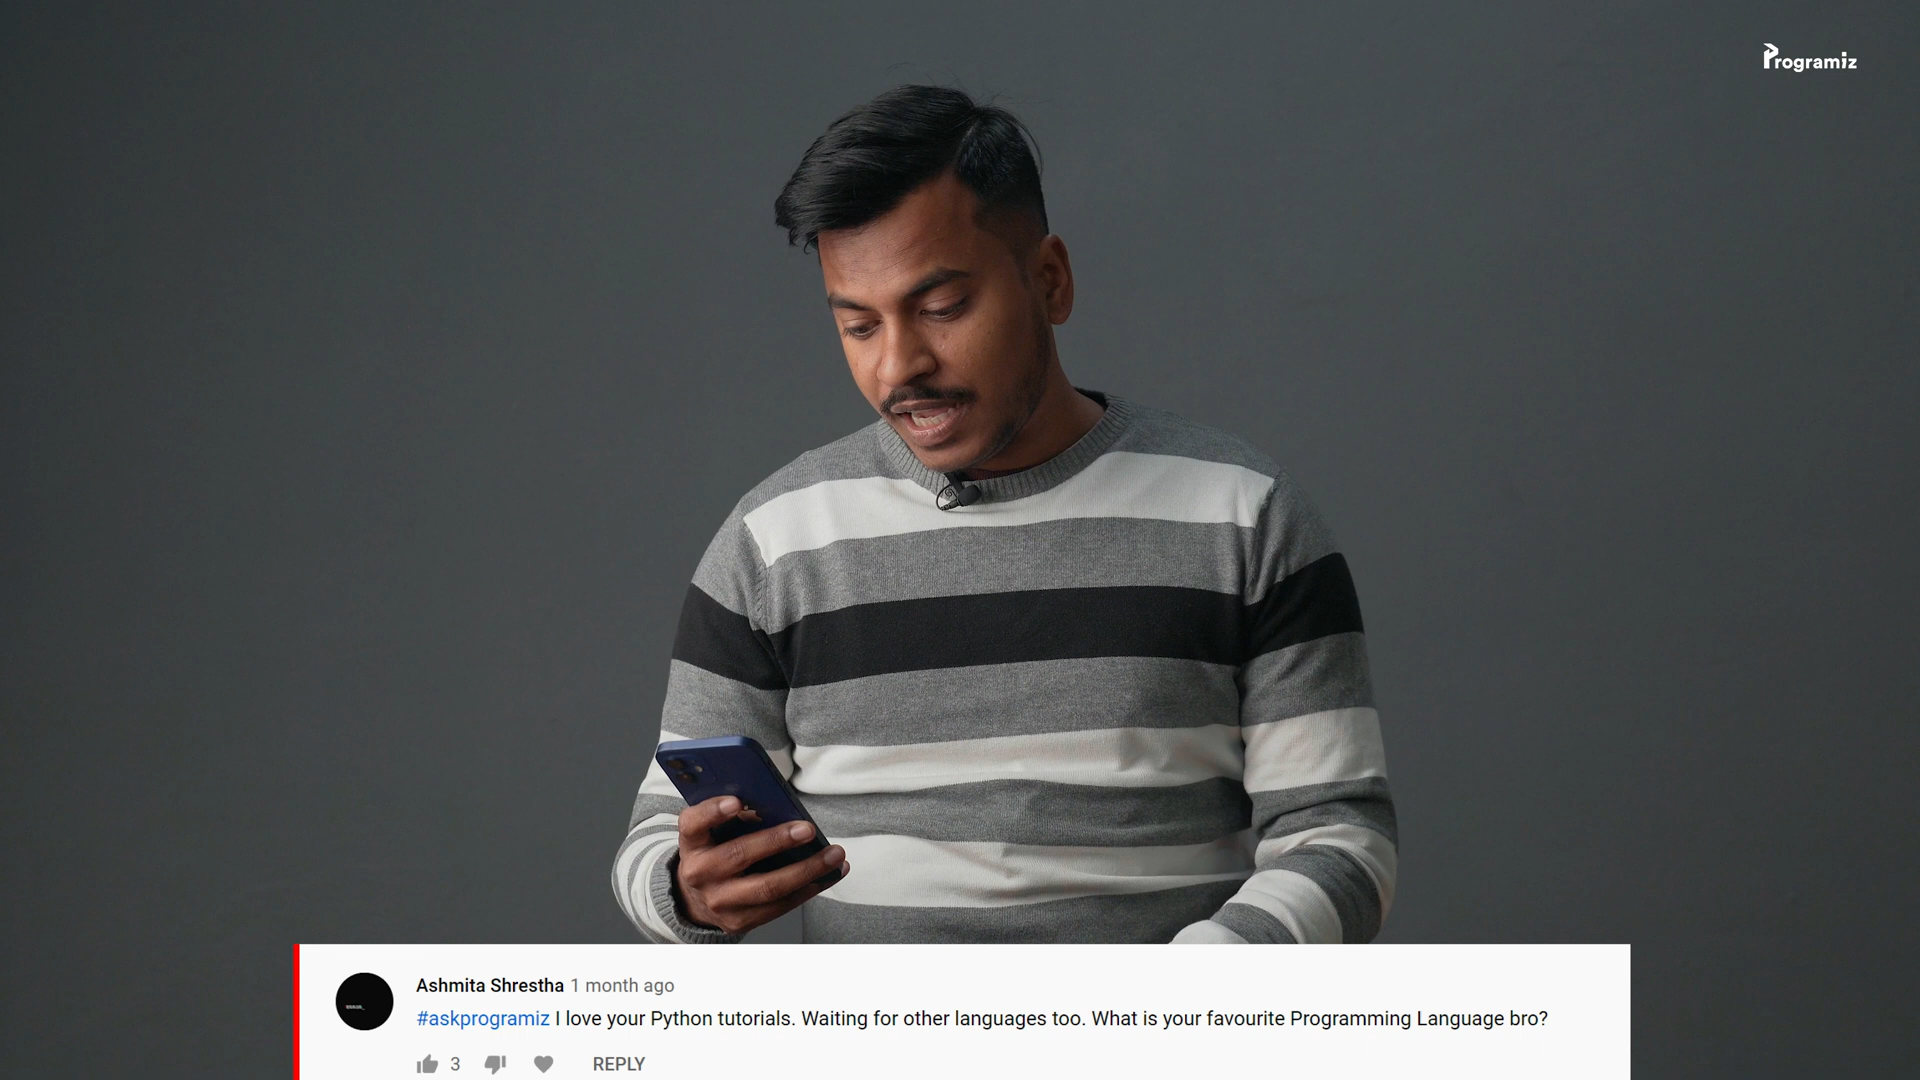 Programiz
Ashmita Shrestha 1 month ago
#askprogramiz I love your Python tutorials. Waiting for other languages too. What is your favourite Programming Language bro?
3
REPLY